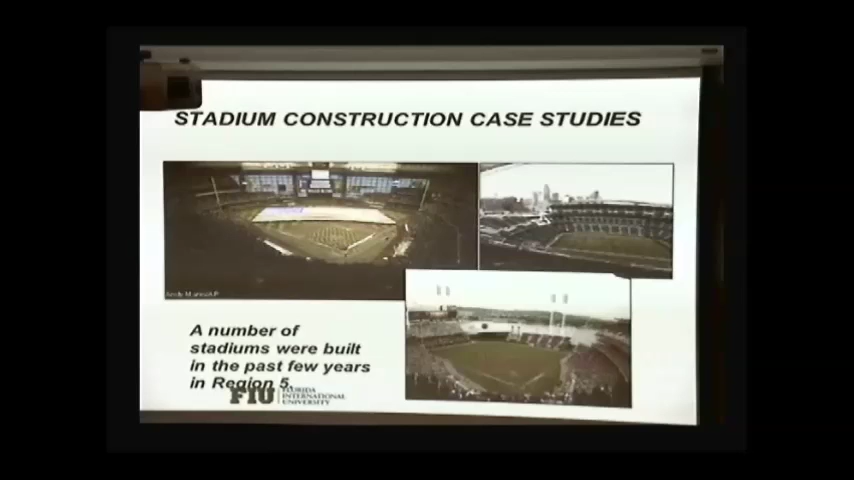 STADIUM CONSTRUCTION CASE STUDIES
A number of
stadiums were built
in the past few years
in Region 5.
FIU
FLORIDA
INTERNATIONAL
UNIVERSITY